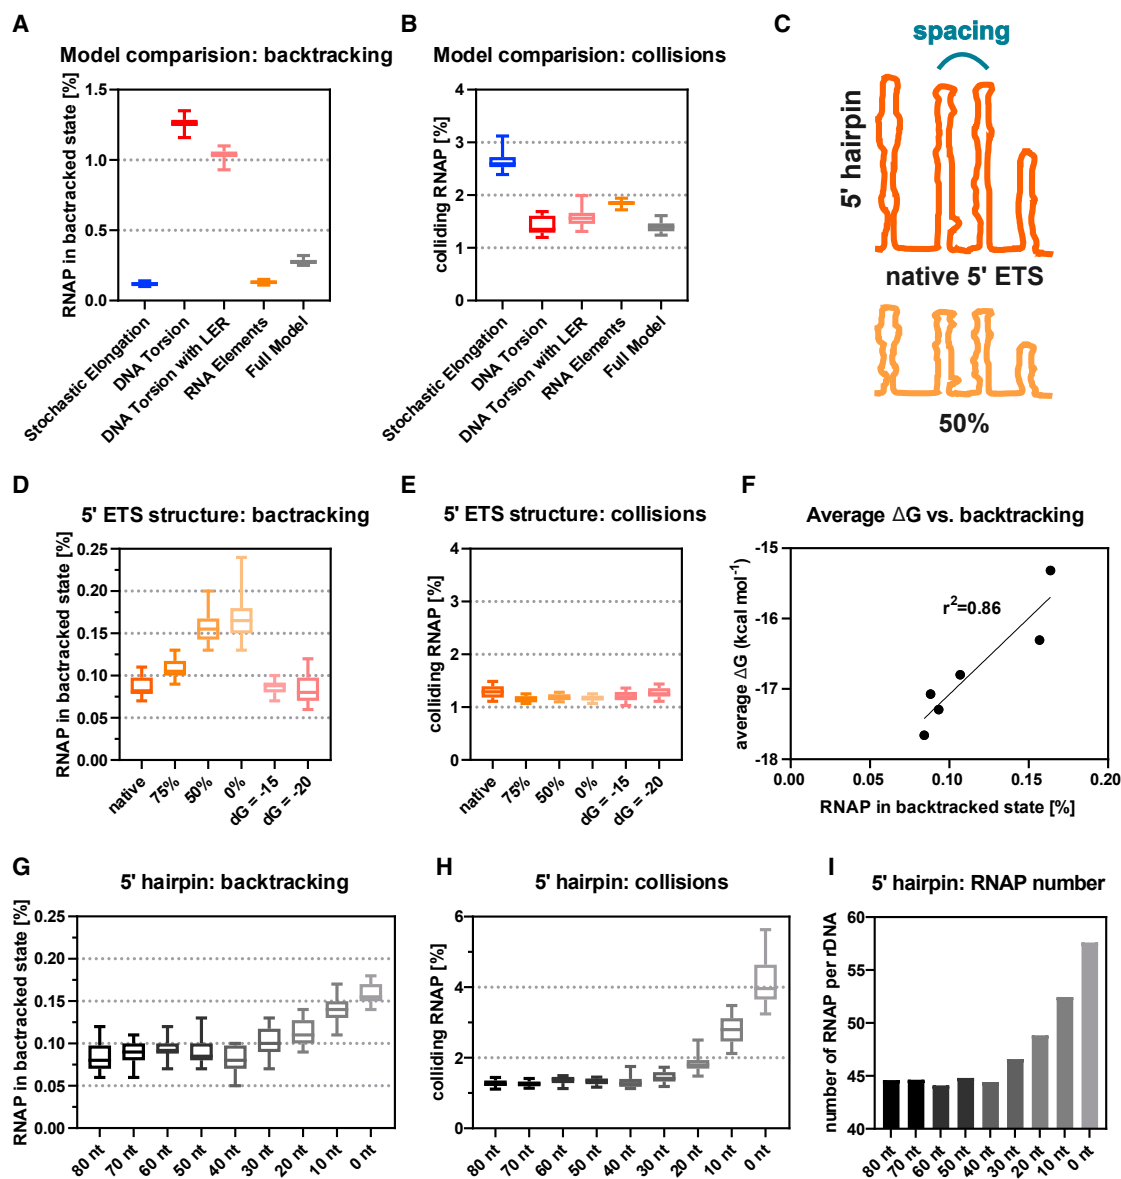 A
Model comparision: backtracking
RNAP in bactracked state [%]
1.5
1.0
0.5
0.0
Stochastic Elongation
DNA Torsion
DNA Torsion with LER
RNA Elements
Full Model
B
Model comparision: collisions
colliding RNAP [%]
4
3
2
1
0
Stochastic Elongation
DNA Torsion
DNA Torsion with LER
RNA Elements
Full Model
C
spacing
5' hairpin
native 5' ETS
50%
D
5' ETS structure: bactracking
RNAP in bactracked state [%]
0.25
0.20
0.15
0.10
0.05
0.00
native
75%
50%
0%
dG = -15
dG = -20
E
5' ETS structure: collisions
colliding RNAP [%]
4
3
2
1
0
native
75%
50%
0%
dG = -15
dG = -20
F
Average ΔG vs. backtracking
average ΔG (kcal mol⁻¹)
-15
-16
-17
-18
r²=0.86
0.00
0.05
0.10
0.15
0.20
RNAP in backtracked state [%]
G
5' hairpin: backtracking
RNAP in bactracked state [%]
0.25
0.20
0.15
0.10
0.05
0.00
80 nt
70 nt
60 nt
50 nt
40 nt
30 nt
20 nt
10 nt
0 nt
H
5' hairpin: collisions
colliding RNAP [%]
6
4
2
0
80 nt
70 nt
60 nt
50 nt
40 nt
30 nt
20 nt
10 nt
0 nt
I
5' hairpin: RNAP number
number of RNAP per rDNA
60
55
50
45
40
80 nt
70 nt
60 nt
50 nt
40 nt
30 nt
20 nt
10 nt
0 nt